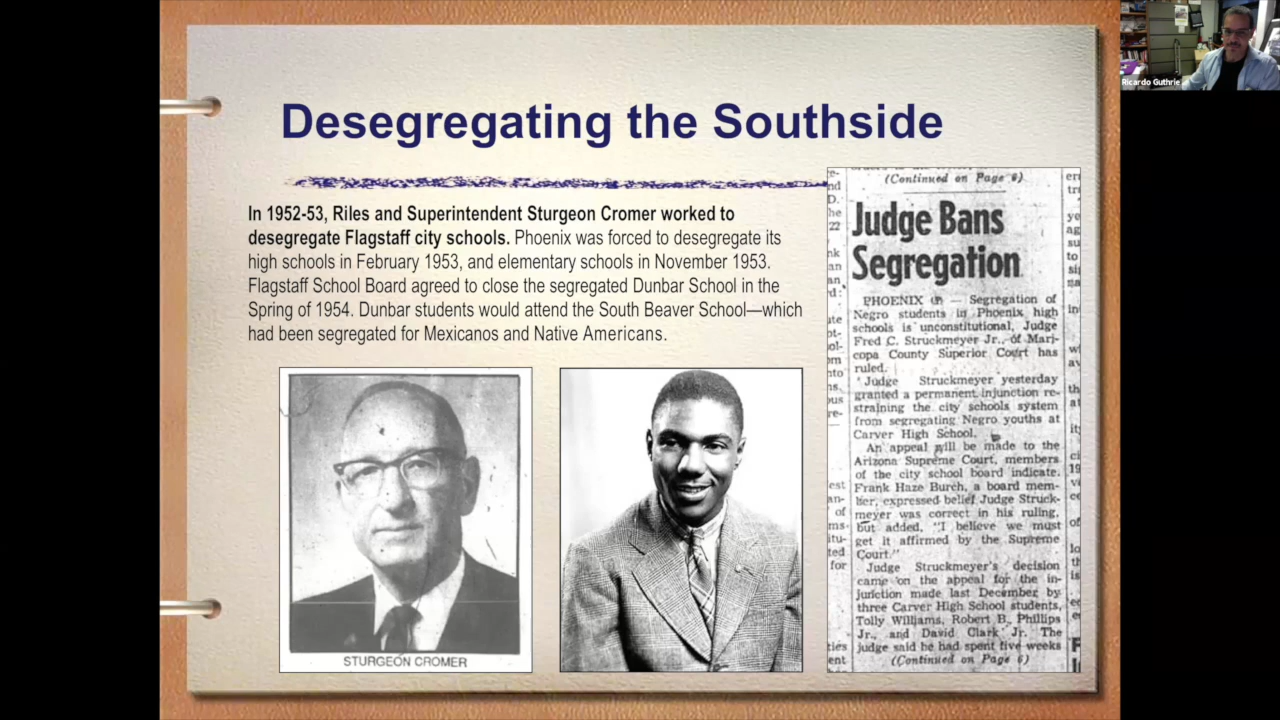 Ricardo Guthrie
Desegregating the Southside
In 1952-53, Riles and Superintendent Sturgeon Cromer worked to
desegregate Flagstaff city schools. Phoenix was forced to desegregate its
high schools in February 1953, and elementary schools in November 1953.
Flagstaff School Board agreed to close the segregated Dunbar School in the
Spring of 1954. Dunbar students would attend the South Beaver School—which
had been segregated for Mexicanos and Native Americans.
STURGEON CROMER
(Continued on Page 6)
Judge Bans
Segregation
PHOENIX (P) — Segregation of
Negro students in Phoenix high
schools is unconstitutional, Judge
Fred C. Struckmeyer Jr., of Mari-
copa County Superior Court has
ruled.
Judge Struckmeyer yesterday
granted a permanent injunction re-
straining the city schools system
from segregating Negro youths at
Carver High School.
An appeal will be made to the
Arizona Supreme Court, members
of the city school board indicate.
Frank Haze Burch, a board mem-
ber, expressed belief Judge Struck-
meyer was correct in his ruling,
but added, "I believe we must
get it affirmed by the Supreme
Court."
Judge Struckmeyer's decision
came on the appeal for the in-
junction made last December by
three Carver High School students,
Tolly Williams, Robert B. Phillips
Jr., and David Clark Jr. The
judge said he had spent five weeks
(Continued on Page 6)